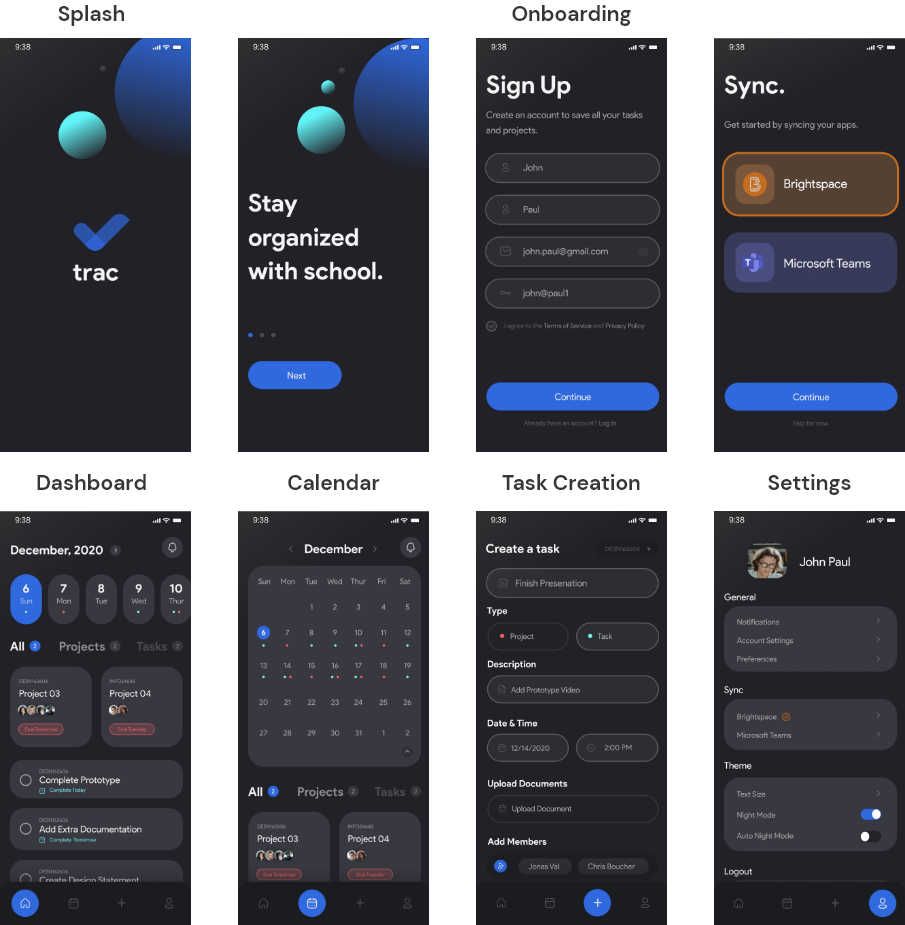 Splash
Onboarding
9:38
trac
9:38
Stay
organized
with school.
Next
9:38
Sign Up
Create an account to save all your tasks
and projects.
John
Paul
john.paul@gmail.com
john@paul1
I agree to the Terms of Service and Privacy Policy
Continue
Already have an account? Log In
9:38
Sync.
Get started by syncing your apps.
B
Brightspace
T
Microsoft Teams
Continue
Skip for now
Dashboard
Calendar
Task Creation
Settings
9:38
December, 2020
6 7 8 9 10
Sun Mon Tue Wed Thur
All 2 Projects 2 Tasks 2
DESN162606 INFO16645
Project 03 Project 04
Due Tomorrow Due Tuesday
DESN162606
Complete Prototype
Complete Today
DESN162606
Add Extra Documentation
Complete Tomorrow
DESN162606
Create Design Statement
9:38
December
Sun Mon Tue Wed Thur Fri Sat
1 2 3 4 5
6 7 8 9 10 11 12
13 14 15 16 17 18 19
20 21 22 23 24 25 26
27 28 29 30 31 1 2
All 2 Projects 2 Tasks 2
DESN162606 INFO16645
Project 03 Project 04
Due Tomorrow Due Tuesday
9:38
Create a task
DESN162606
Finish Presenation
Type
Project Task
Description
Add Prototype Video
Date & Time
12/14/2020 2:00 PM
Upload Documents
Upload Document
Add Members
Jonas Val Chris Boucher
9:38
John Paul
General
Notifications
Account Settings
Preferences
Sync
Brightspace
Microsoft Teams
Theme
Text Size
Night Mode
Auto Night Mode
Logout